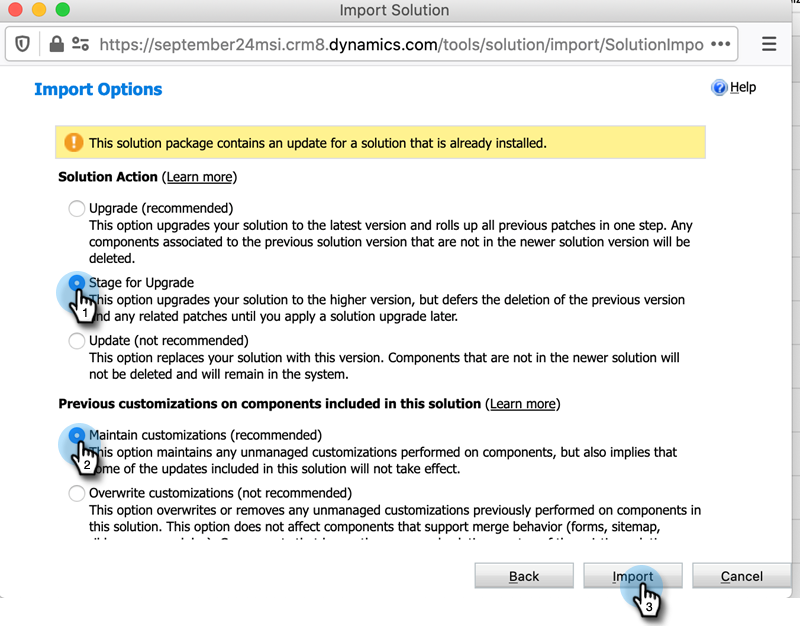 Import Solution
https://september24msi.crm8.dynamics.com/tools/solution/import/SolutionImpo •••
Import Options
Help
This solution package contains an update for a solution that is already installed.
Solution Action (Learn more)
Upgrade (recommended)
This option upgrades your solution to the latest version and rolls up all previous patches in one step. Any
components associated to the previous solution version that are not in the newer solution version will be
deleted.
Stage for Upgrade
This option upgrades your solution to the higher version, but defers the deletion of the previous version
and any related patches until you apply a solution upgrade later.
1
Update (not recommended)
This option replaces your solution with this version. Components that are not in the newer solution will
not be deleted and will remain in the system.
Previous customizations on components included in this solution (Learn more)
Maintain customizations (recommended)
This option maintains any unmanaged customizations performed on components, but also implies that
some of the updates included in this solution will not take effect.
2
Overwrite customizations (not recommended)
This option overwrites or removes any unmanaged customizations previously performed on components in
this solution. This option does not affect components that support merge behavior (forms, sitemap,
Back
Import
Cancel
3